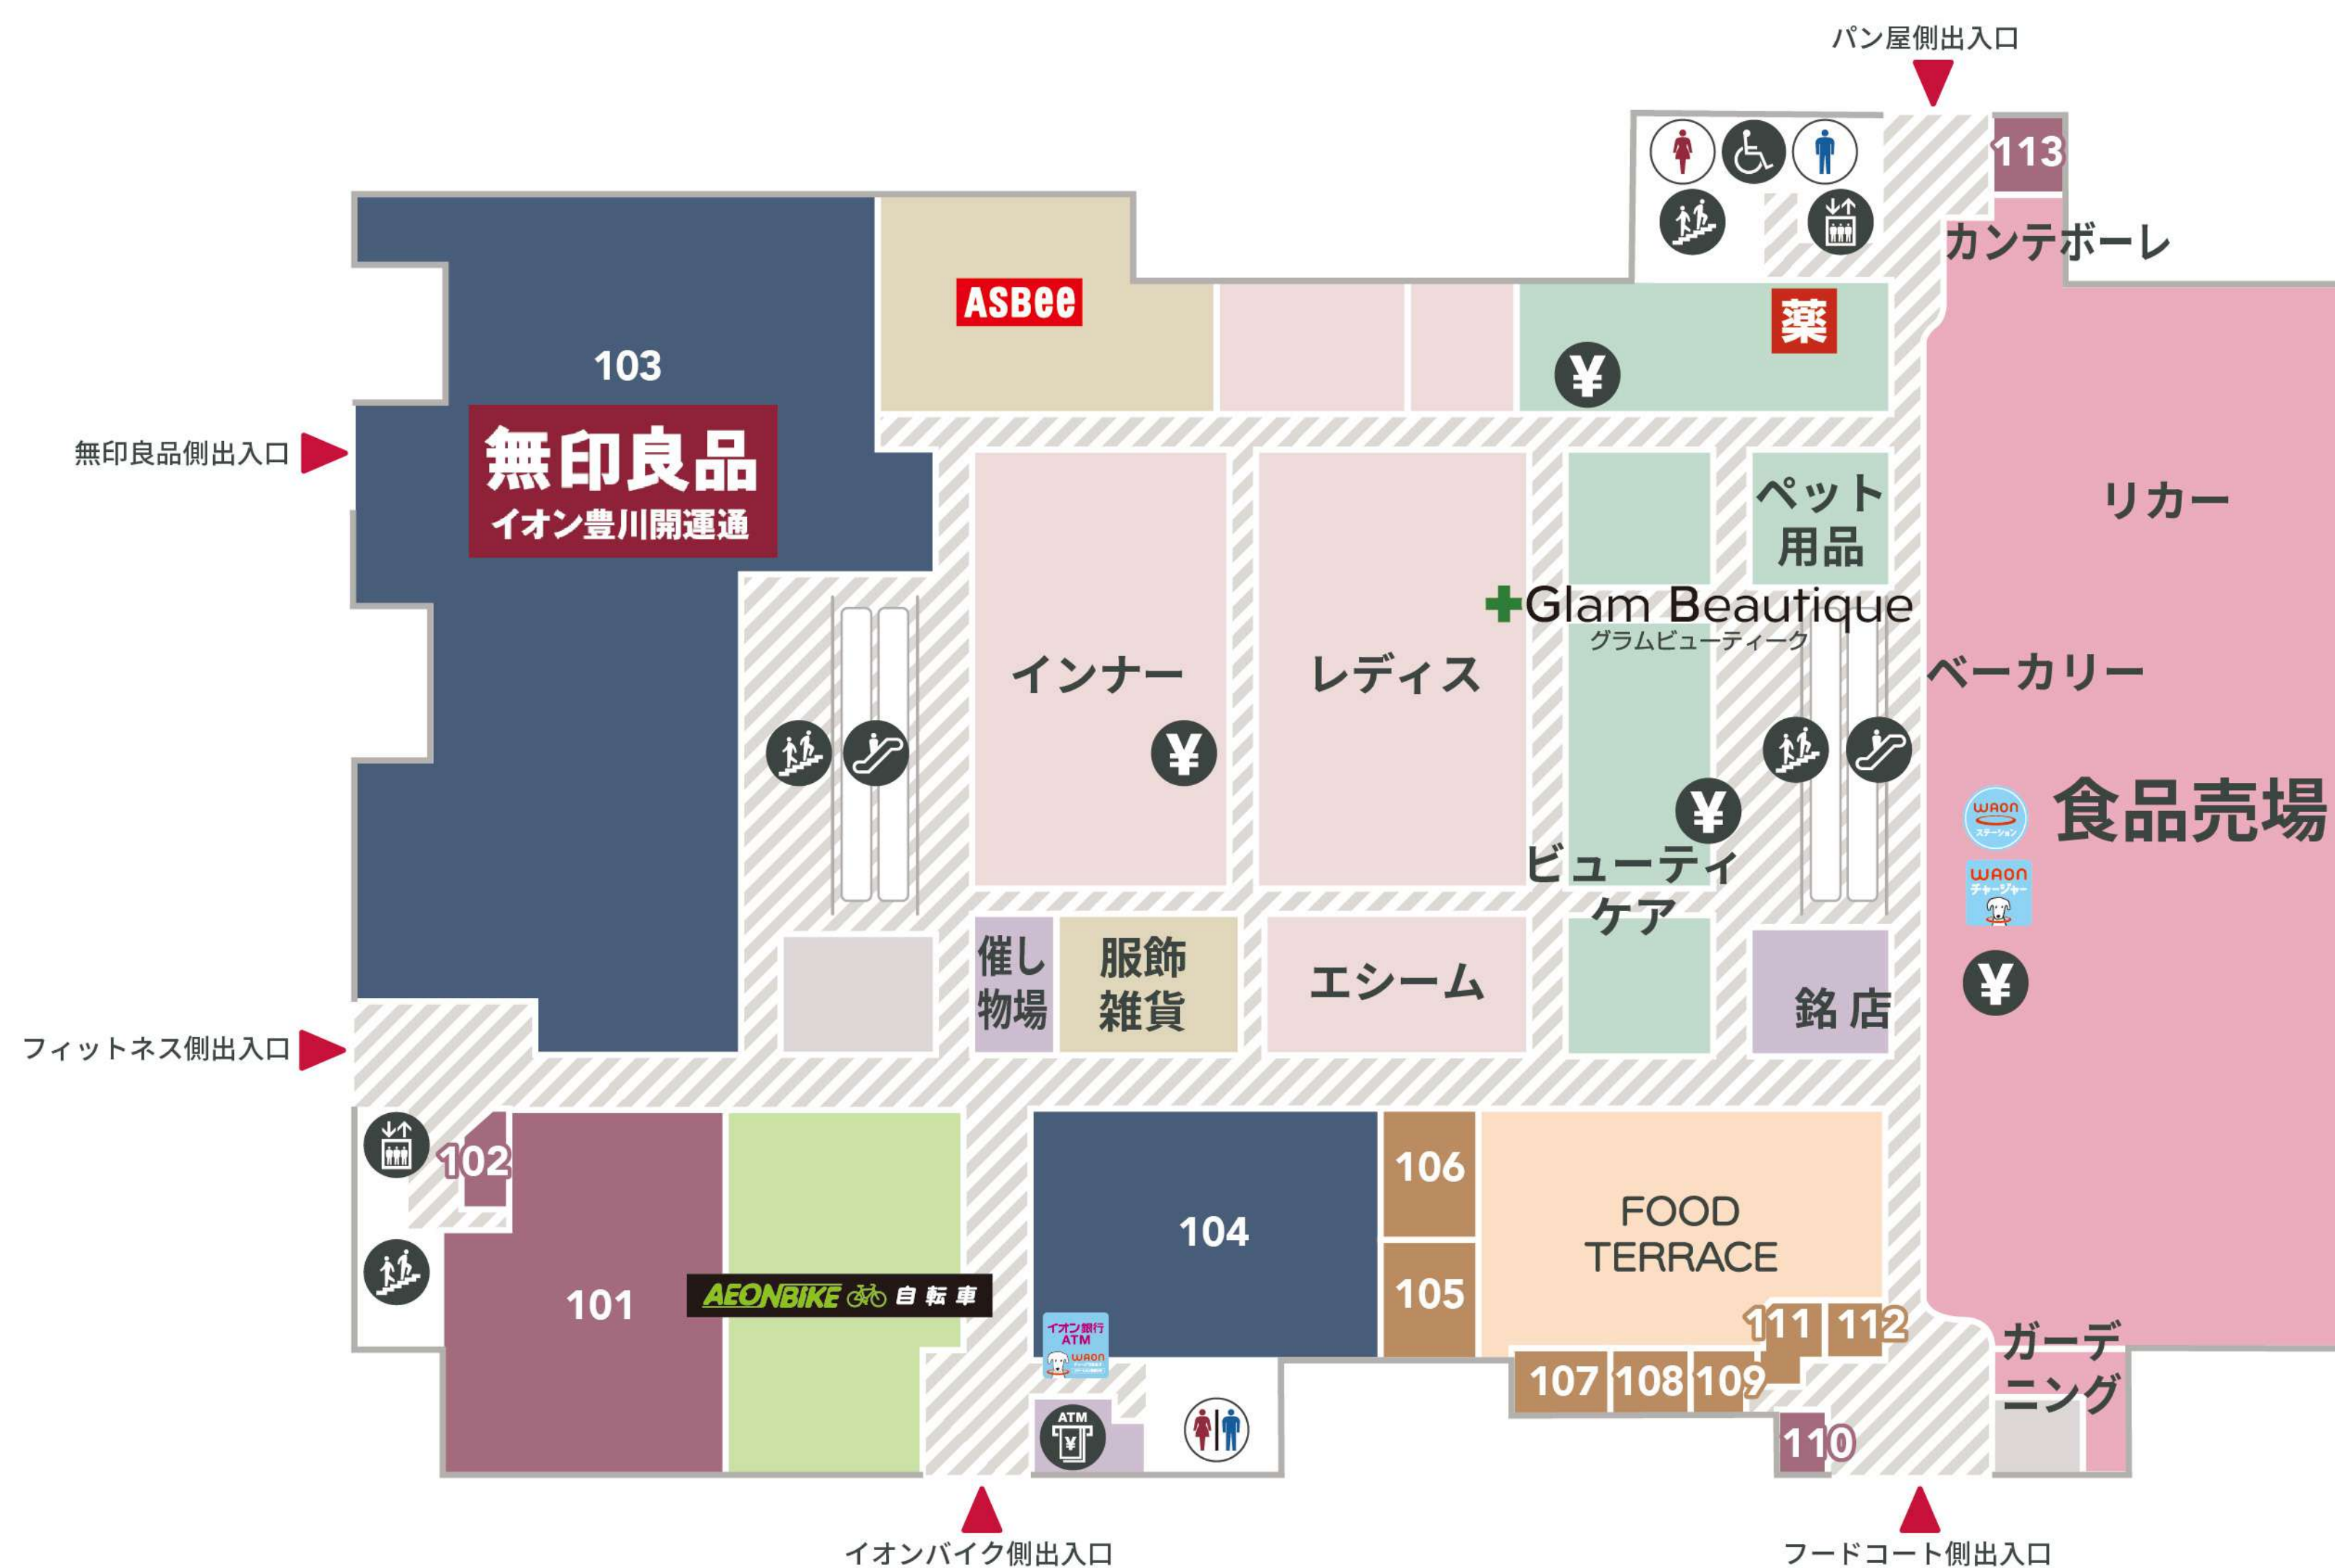 パン屋側出入口
113
カンテボーレ
ASBee
薬
¥
103
無印良品
イオン豊川開運通
無印良品側出入口
ペット
用品
リカー
Glam Beautique
グラムビューティーク
インナー
レディス
ベーカリー
¥
¥
ビューティ
ケア
WAON
ステーション
食品売場
WAON
チャージャー
¥
催し
物場
服飾
雑貨
エシーム
銘店
フィットネス側出入口
102
101
AEONBIKE 自転車
104
106
105
FOOD
TERRACE
111
112
107
108
109
110
イオン銀行
ATM
WAON
ATM
¥
ガーデ
ニング
イオンバイク側出入口
フードコート側出入口